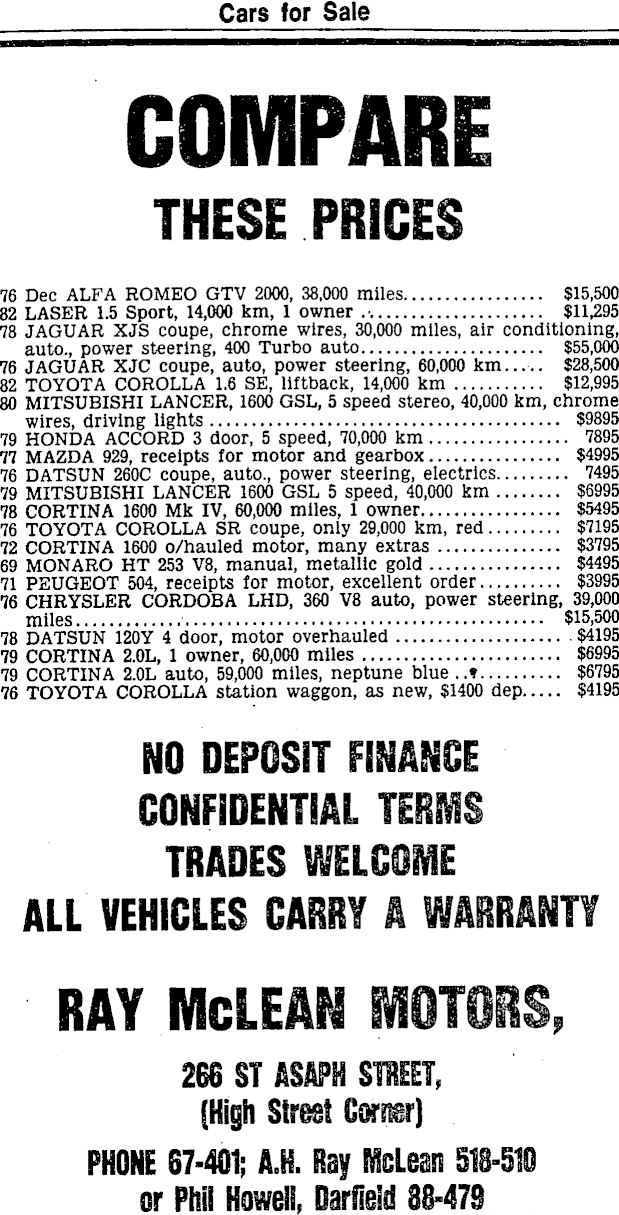 Cars for Sale
COMPARE
THESE PRICES
76 Dec ALFA ROMEO GTV 2000, 38,000 miles................. $15,500
82 LASER 1.5 Sport, 14,000 km, 1 owner ....................... $11,295
78 JAGUAR XJS coupe, chrome wires, 30,000 miles, air conditioning,
auto., power steering, 400 Turbo auto....................... $55,000
76 JAGUAR XJC coupe, auto, power steering, 60,000 km..... $28,500
82 TOYOTA COROLLA 1.6 SE, liftback, 14,000 km ........... $12,995
80 MITSUBISHI LANCER, 1600 GSL, 5 speed stereo, 40,000 km, chrome
wires, driving lights ............................................ $9895
79 HONDA ACCORD 3 door, 5 speed, 70,000 km ................. 7895
77 MAZDA 929, receipts for motor and gearbox................. $4995
76 DATSUN 260C coupe, auto., power steering, electrics......... 7495
79 MITSUBISHI LANCER 1600 GSL 5 speed, 40,000 km ........ $6995
78 CORTINA 1600 Mk IV, 60,000 miles, 1 owner................. $5495
76 TOYOTA COROLLA SR coupe, only 29,000 km, red ......... $7195
72 CORTINA 1600 o/hauled motor, many extras ............... $3795
69 MONARO HT 253 V8, manual, metallic gold ................ $4495
71 PEUGEOT 504, receipts for motor, excellent order.......... $3995
76 CHRYSLER CORDOBA LHD, 360 V8 auto, power steering, 39,000
miles........................................................... $15,500
78 DATSUN 120Y 4 door, motor overhauled ..................... $4195
79 CORTINA 2.0L, 1 owner, 60,000 miles ......................... $6995
79 CORTINA 2.0L auto, 59,000 miles, neptune blue ............. $6795
76 TOYOTA COROLLA station waggon, as new, $1400 dep..... $4195
NO DEPOSIT FINANCE
CONFIDENTIAL TERMS
TRADES WELCOME
ALL VEHICLES CARRY A WARRANTY
RAY McLEAN MOTORS,
266 ST ASAPH STREET,
(High Street Corner)
PHONE 67-401; A.H. Ray McLean 518-510
or Phil Howell, Darfield 88-479